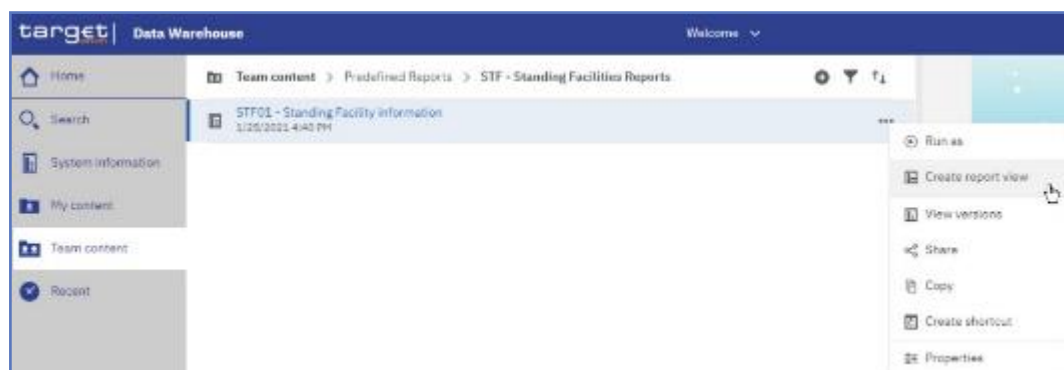 target | Data Warehouse Welcome
Home
Team content > Predefined Reports > STF - Standing Facilities Reports
Search
STF01 - Standing Facility information
1/25/2021 4:40 PM
Run as
System information
Create report view
My content
View versions
Team content
Share
Recent
Copy
Create shortcut
Properties